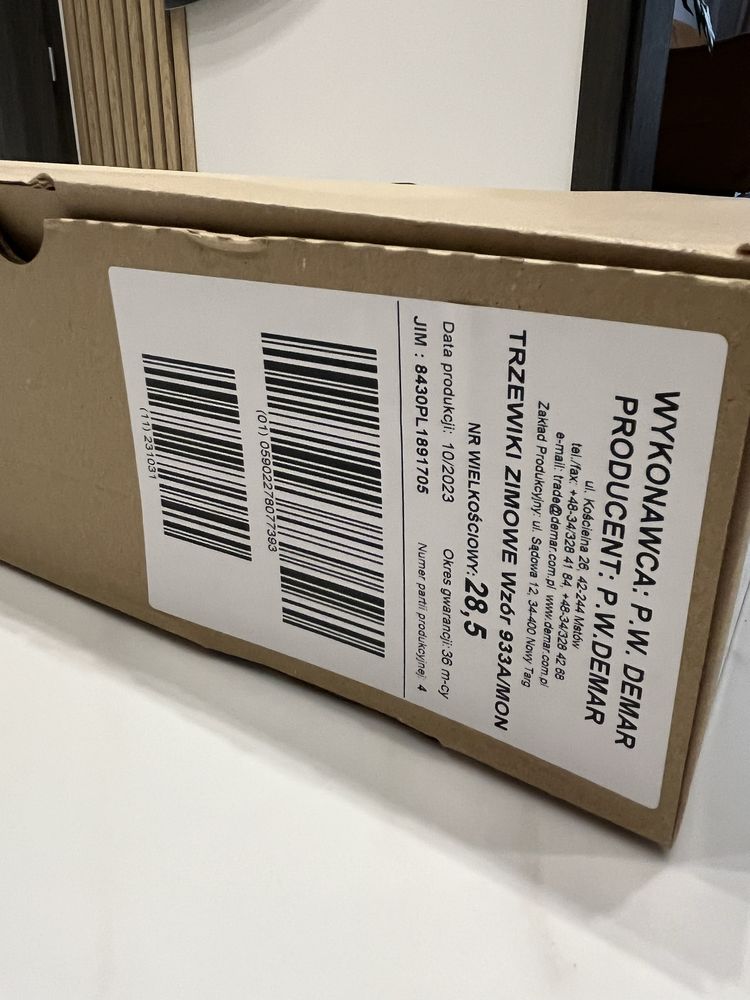 WYKONAWCA: P.W. DEMAR
PRODUCENT: P.W.DEMAR
ul. Kościelna 26, 42-244 Mstów
tel./fax: +48-34/328 41 84, +48-34/328 42 68
e-mail: trade@demar.com.pl www.demar.com.pl
Zakład Produkcyjny: ul. Sądowa 12, 34-400 Nowy Targ
TRZEWIKI ZIMOWE Wzór 933A/MON
NR WIELKOŚCIOWY: 28,5
Data produkcji: 10/2023 Okres gwarancji: 36 m-cy
JIM : 8430PL1891705 Numer partii produkcyjnej: 4
(01) 05902278077393
(11) 231031